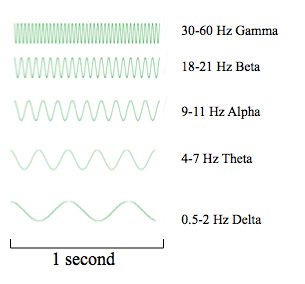 30-60 Hz Gamma
18-21 Hz Beta
9-11 Hz Alpha
4-7 Hz Theta
0.5-2 Hz Delta
1 second